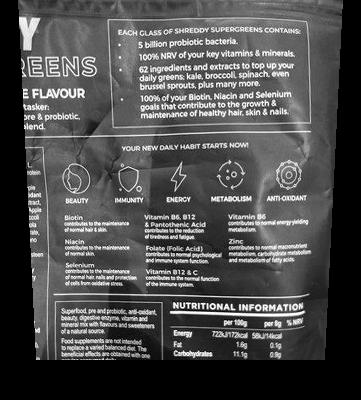 Y
EACH GLASS OF SHREDDY SUPERGREENS CONTAINS:
• 5 billion probiotic bacteria.
• 100% NRV of your key vitamins & minerals.
• 62 ingredients and extracts to top up your
daily greens; kale, broccoli, spinach, even
brussel sprouts, plus many more.
• 100% of your Biotin, Niacin and Selenium
goals that contribute to the growth &
maintenance of healthy hair, skin & nails.
REENS
E FLAVOUR
tasker:
ore & probiotic,
blend.
YOUR NEW DAILY HABIT STARTS NOW!
BEAUTY
IMMUNITY
ENERGY
METABOLISM
ANTI-OXIDANT
Biotin
contributes to the maintenance
of normal hair & skin.
Niacin
contributes to the maintenance
of normal skin.
Selenium
contributes to the maintenance
of normal hair, nails and protection
of cells from oxidative stress.
Vitamin B6, B12
& Pantothenic Acid
contributes to the reduction
of tiredness and fatigue.
Folate (Folic Acid)
contributes to normal psychological
and immune system function.
Vitamin B12 & C
contributes to the normal function
of the immune system.
Vitamin B6
contributes to normal energy yielding
metabolism.
Zinc
contributes to normal macronutrient
metabolism, carbohydrate metabolism
and metabolism of fatty acids.
Superfood, pre and probiotic, anti-oxidant,
beauty, digestive enzyme, vitamin and
mineral mix with flavours and sweeteners
of a natural source.
Food supplements are not intended
to replace a varied balanced diet. The
beneficial effects are obtained with one
NUTRITIONAL INFORMATION
per 100g per 8g % NRV
Energy 722kJ/172kcal 58kJ/14kcal
Fat 1.6g 0.1g
Carbohydrates 11.1g 0.9g